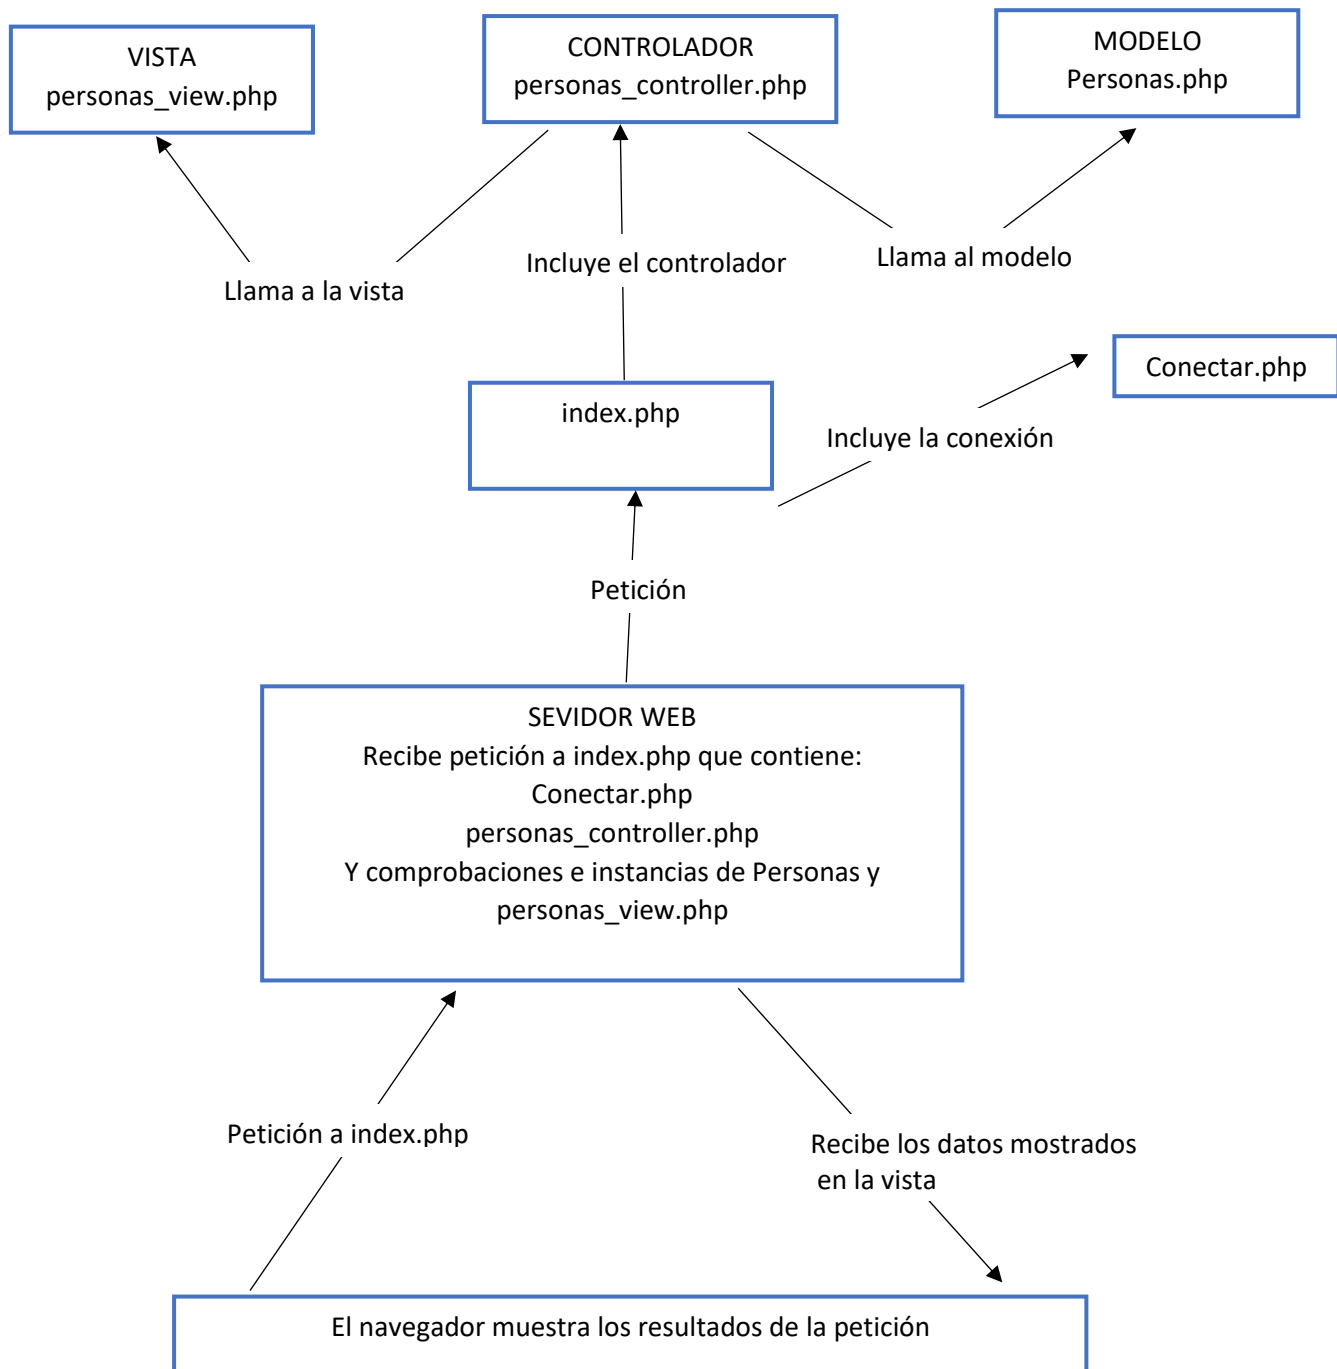 VISTA
personas_view.php
CONTROLADOR
personas_controller.php
MODELO
Personas.php
Llama a la vista
Incluye el controlador
Llama al modelo
Conectar.php
index.php
Incluye la conexión
Petición
SEVIDOR WEB
Recibe petición a index.php que contiene:
Conectar.php
personas_controller.php
Y comprobaciones e instancias de Personas y
personas_view.php
Petición a index.php
Recibe los datos mostrados
en la vista
El navegador muestra los resultados de la petición